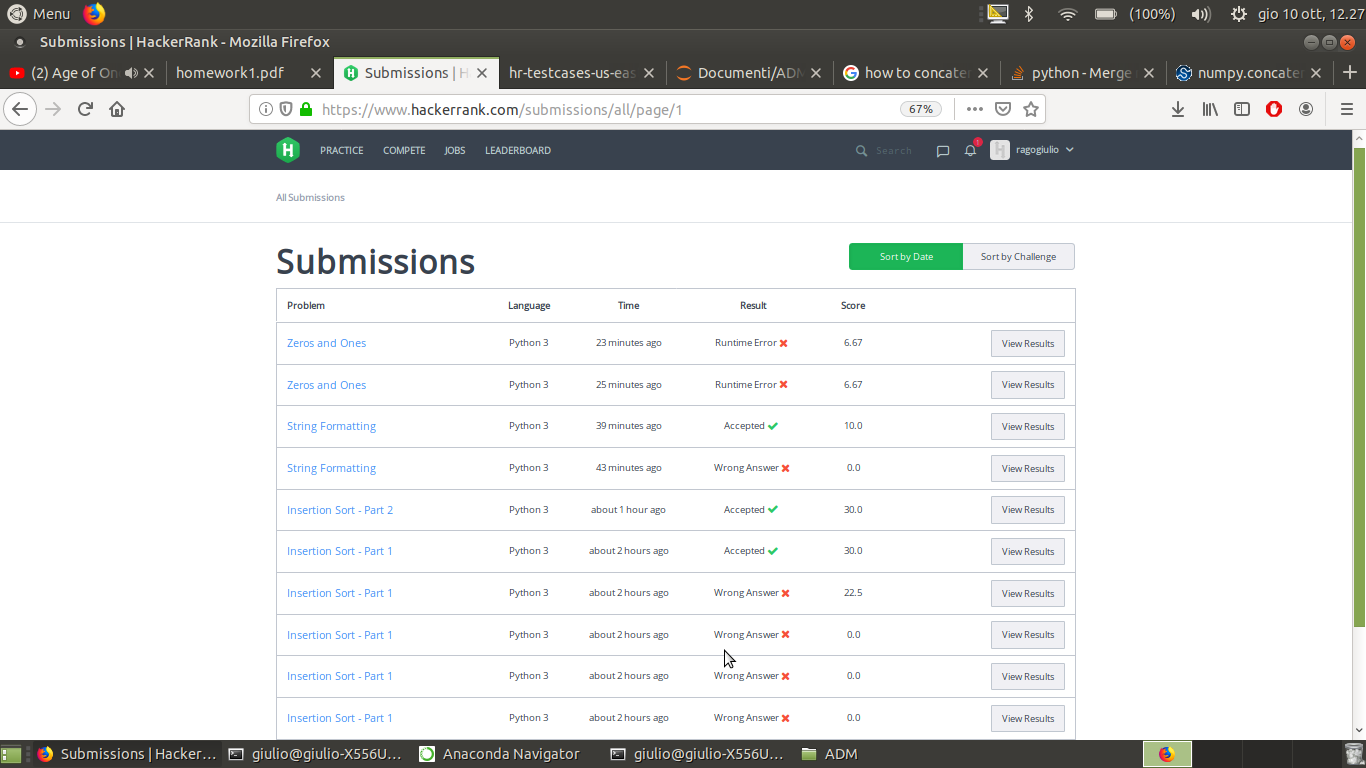 Menu (100%) gio 10 ott, 12.27
Submissions | HackerRank - Mozilla Firefox
(2) Age of On homework1.pdf Submissions | H hr-testcases-us-eas Documenti/ADM how to concate python - Merge numpy.concate
https://www.hackerrank.com/submissions/all/page/1 67%
H PRACTICE COMPETE JOBS LEADERBOARD Search 1 H ragogiulio
All Submissions
Submissions Sort by Date Sort by Challenge
Problem Language Time Result Score
Zeros and Ones Python 3 23 minutes ago Runtime Error 6.67 View Results
Zeros and Ones Python 3 25 minutes ago Runtime Error 6.67 View Results
String Formatting Python 3 39 minutes ago Accepted 10.0 View Results
String Formatting Python 3 43 minutes ago Wrong Answer 0.0 View Results
Insertion Sort - Part 2 Python 3 about 1 hour ago Accepted 30.0 View Results
Insertion Sort - Part 1 Python 3 about 2 hours ago Accepted 30.0 View Results
Insertion Sort - Part 1 Python 3 about 2 hours ago Wrong Answer 22.5 View Results
Insertion Sort - Part 1 Python 3 about 2 hours ago Wrong Answer 0.0 View Results
Insertion Sort - Part 1 Python 3 about 2 hours ago Wrong Answer 0.0 View Results
Insertion Sort - Part 1 Python 3 about 2 hours ago Wrong Answer 0.0 View Results
Submissions | Hacker... giulio@giulio-X556U... Anaconda Navigator giulio@giulio-X556U... ADM